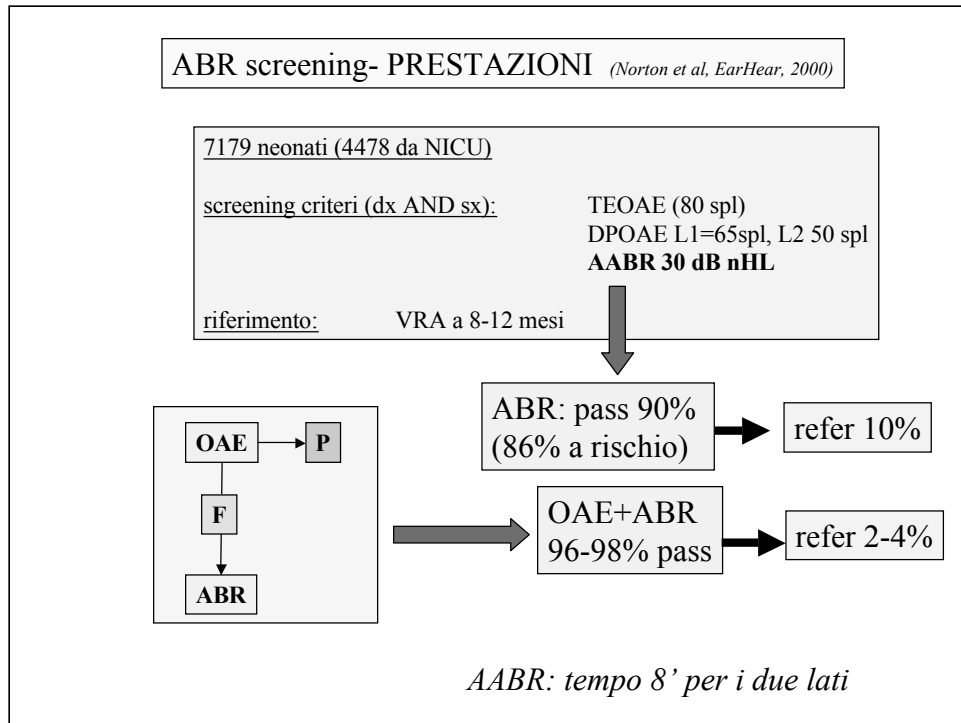 ABR screening- PRESTAZIONI (Norton et al, EarHear, 2000)
7179 neonati (4478 da NICU)
screening criteri (dx AND sx): TEOAE (80 spl)
DPOAE L1=65spl, L2 50 spl
AABR 30 dB nHL
riferimento: VRA a 8-12 mesi
ABR: pass 90%
(86% a rischio)
refer 10%
OAE P
F
ABR
OAE+ABR
96-98% pass
refer 2-4%
AABR: tempo 8’ per i due lati